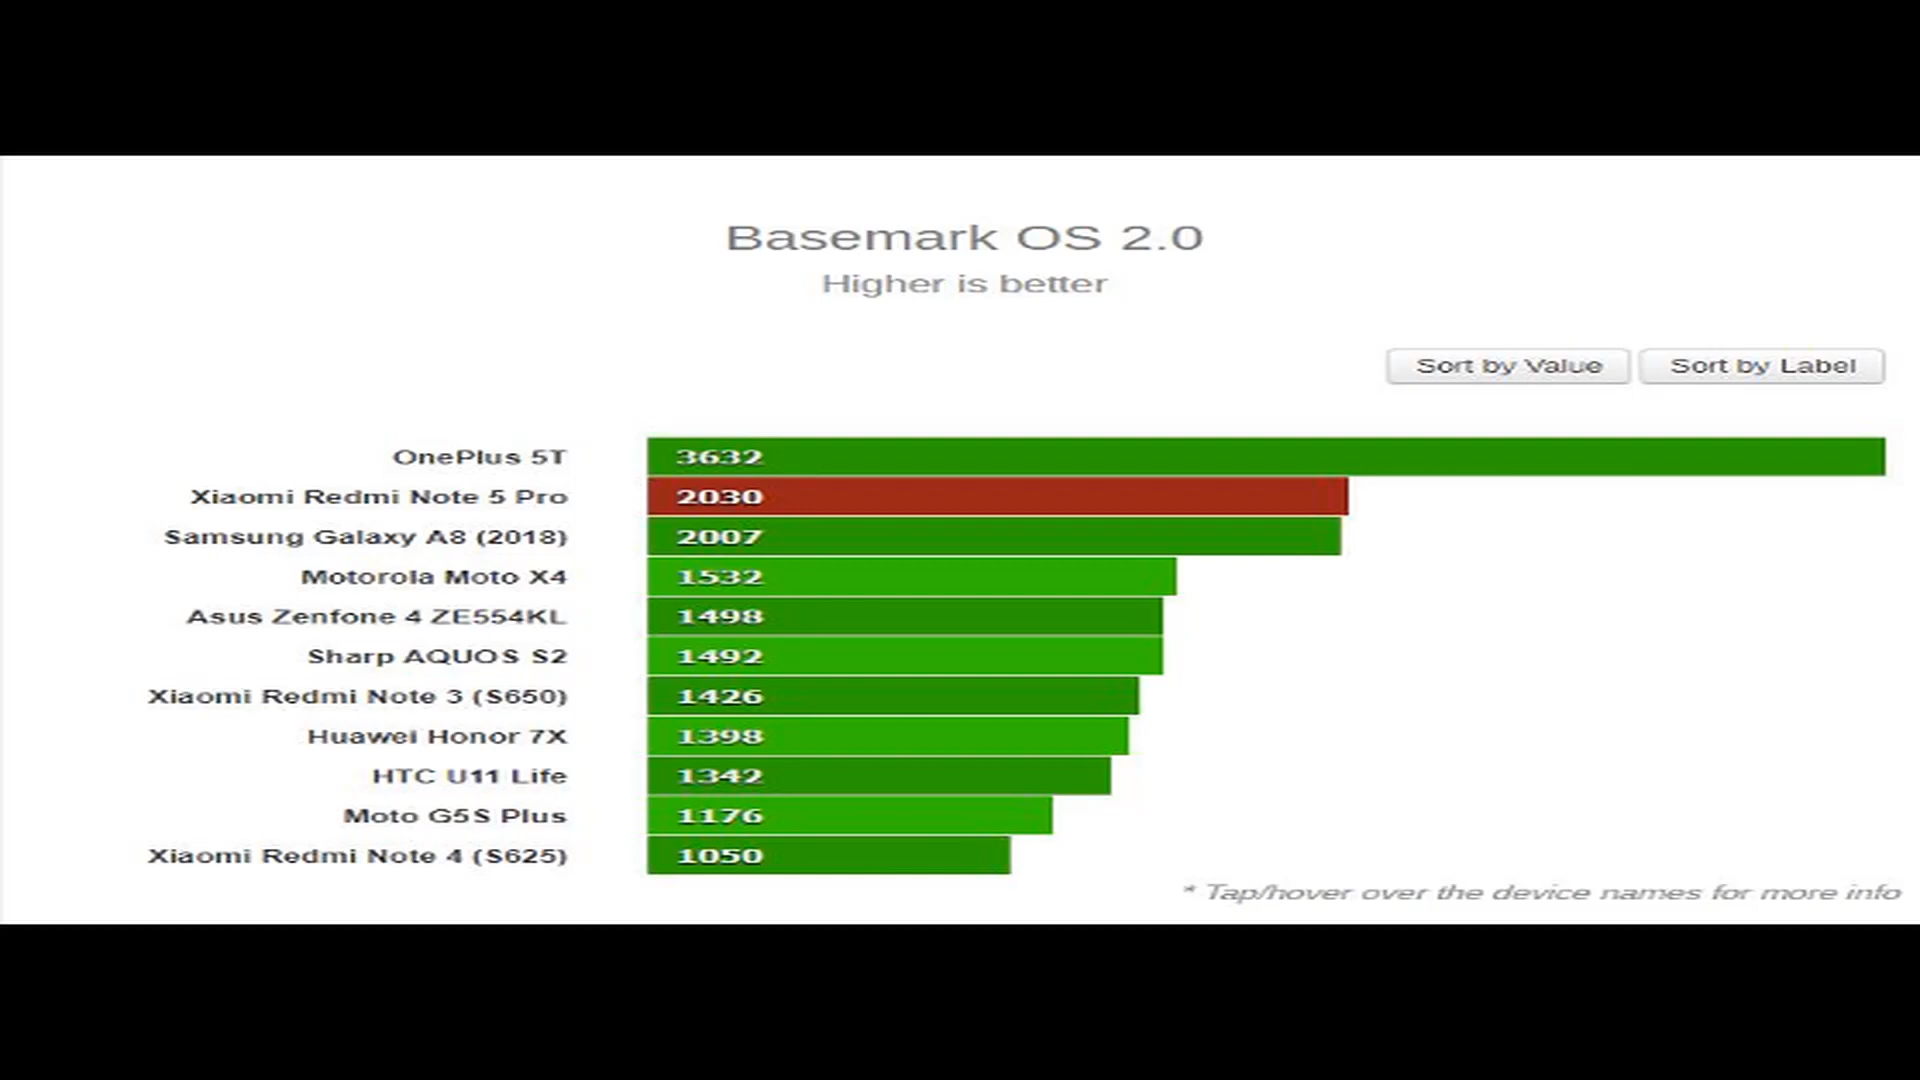 Basemark OS 2.0
Higher is better
Sort by Value Sort by Label
OnePlus 5T 3632
Xiaomi Redmi Note 5 Pro 2030
Samsung Galaxy A8 (2018) 2007
Motorola Moto X4 1532
Asus Zenfone 4 ZE554KL 1498
Sharp AQUOS S2 1492
Xiaomi Redmi Note 3 (S650) 1426
Huawei Honor 7X 1398
HTC U11 Life 1342
Moto G5S Plus 1176
Xiaomi Redmi Note 4 (S625) 1050
* Tap/hover over the device names for more info